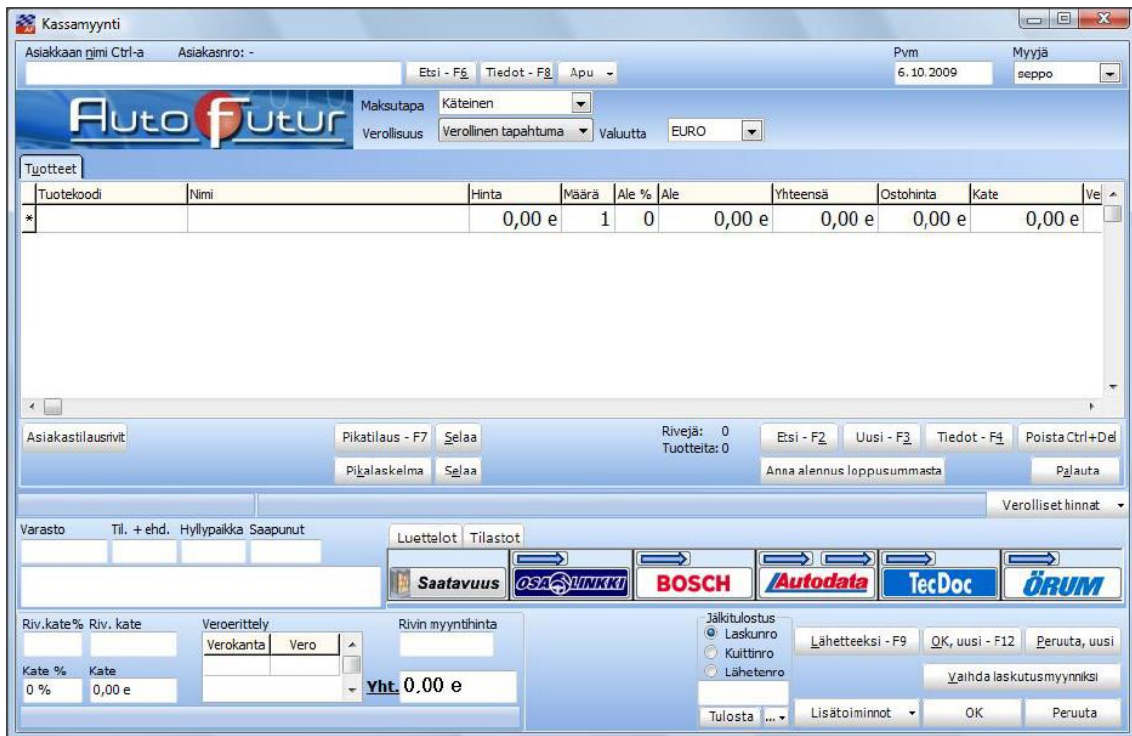 Kassamyynti
Asiakkaan nimi Ctrl-a Asiakasnro: - Pvm Myyjä
Etsi - F6 Tiedot - F8 Apu 6.10.2009 seppo
AutoFutur
Maksutapa Käteinen
Verollisuus Verollinen tapahtuma Valuutta EURO
Tuotteet
Tuotekoodi Nimi Hinta Määrä Ale % Ale Yhteensä Ostohinta Kate Ve
* 0,00 e 1 0 0,00 e 0,00 e 0,00 e 0,00 e
Asiakastilausrivit Pikatilaus - F7 Selaa Rivejä: 0 Etsi - F2 Uusi - F3 Tiedot - F4 Poista Ctrl+Del
Tuotteita: 0
Pikalaskelma Selaa Anna alennus loppusummasta Palauta
Verolliset hinnat
Varasto Til. + ehd. Hyllypaikka Saapunut
Luettelot Tilastot
Saatavuus OSALINKKI BOSCH Autodata TecDoc ÖRUM
Riv.kate% Riv. kate Veroerittely Rivin myyntihinta Jälkitulostus
Verokanta Vero Laskunro Lähetteeksi - F9 OK, uusi - F12 Peruuta, uusi
Kuittinro
Kate % Kate Lähetenro Vaihda laskutusmyynniksi
0 % 0,00 e Yht. 0,00 e
Tulosta ... Lisätoiminnot OK Peruuta